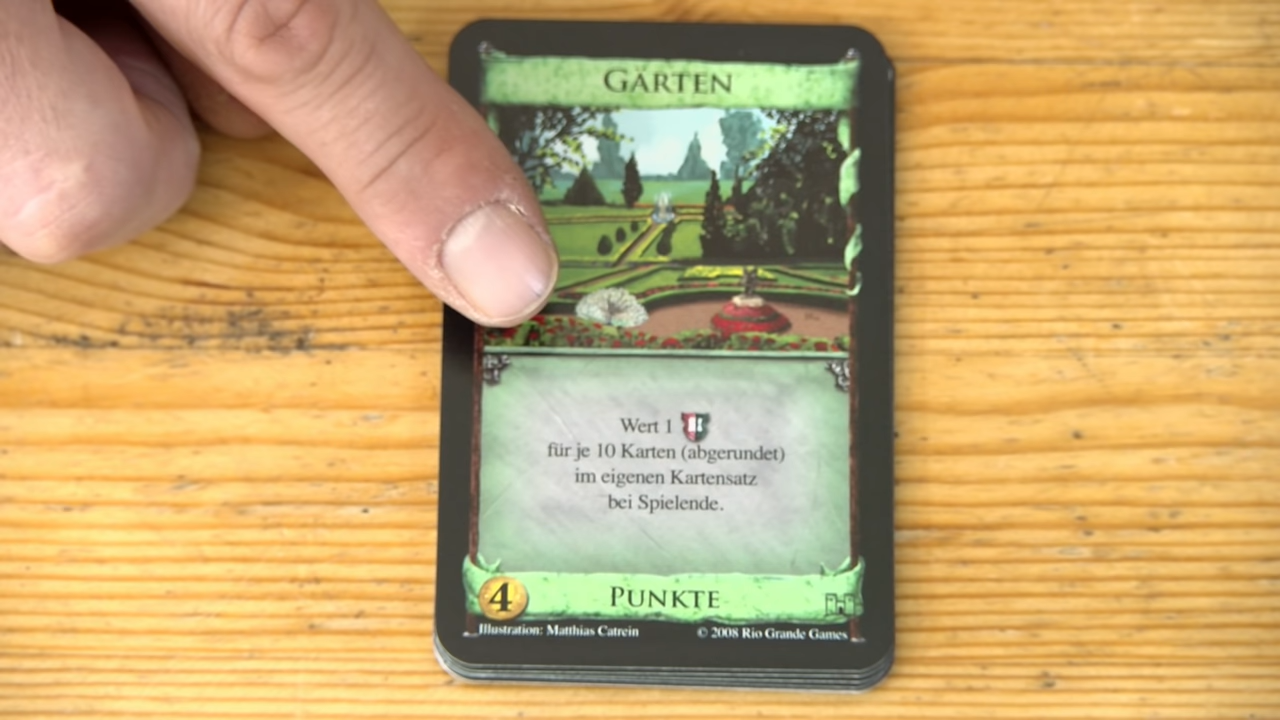 GÄRTEN
Wert 1
für je 10 Karten (abgerundet)
im eigenen Kartensatz
bei Spielende.
4
PUNKTE
Illustration: Matthias Catrein
© 2008 Rio Grande Games